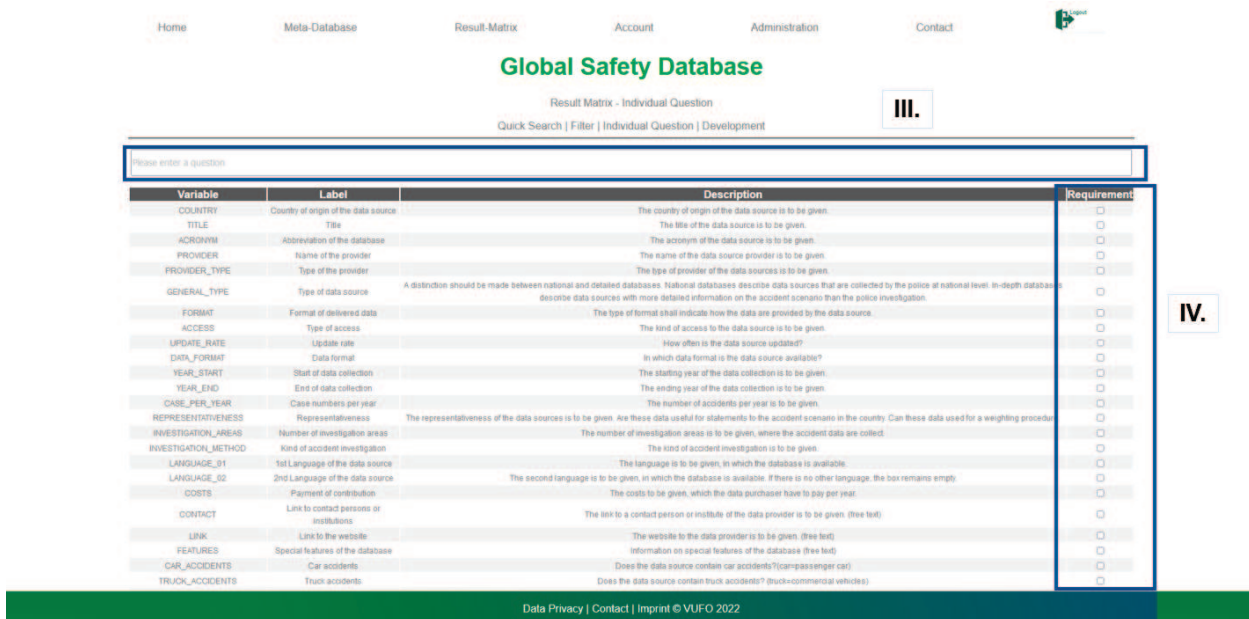 Home Meta-Database Result-Matrix Account Administration Contact Logout
Global Safety Database
Result Matrix - Individual Question
III.
Quick Search | Filter | Individual Question | Development
Please enter a question
Variable Label Description Requirement
COUNTRY Country of origin of the data source The country of origin of the data source is to be given.
TITLE Title The title of the data source is to be given.
ACRONYM Abbreviation of the database The acronym of the data source is to be given.
PROVIDER Name of the provider The name of the data source provider is to be given.
PROVIDER_TYPE Type of the provider The type of provider of the data sources is to be given.
GENERAL_TYPE Type of data source A distinction should be made between national and detailed databases. National databases describe data sources that are collected by the police at national level. In-depth databases
describe data sources with more detailed information on the accident scenario than the police investigation.
FORMAT Format of delivered data The type of format shall indicate how the data are provided by the data source.
IV.
ACCESS Type of access The kind of access to the data source is to be given.
UPDATE_RATE Update rate How often is the data source updated?
DATA_FORMAT Data format In which data format is the data source available?
YEAR_START Start of data collection The starting year of the data collection is to be given.
YEAR_END End of data collection The ending year of the data collection is to be given.
CASE_PER_YEAR Case numbers per year The number of accidents per year is to be given.
REPRESENTATIVENESS Representativeness The representativeness of the data sources is to be given. Are these data useful for statements to the accident scenario in the country. Can these data used for a weighting procedur
INVESTIGATION_AREAS Number of investigation areas The number of investigation areas is to be given, where the accident data are collect.
INVESTIGATION_METHOD Kind of accident investigation The kind of accident investigation is to be given.
LANGUAGE_01 1st Language of the data source The language is to be given, in which the database is available.
LANGUAGE_02 2nd Language of the data source The second language is to be given, in which the database is available. If there is no other language, the box remains empty.
COSTS Payment of contribution The costs to be given, which the data purchaser have to pay per year.
CONTACT Link to contact persons or institutions The link to a contact person or institute of the data provider is to be given. (free text)
LINK Link to the website The website to the data provider is to be given. (free text)
FEATURES Special features of the database Information on special features of the database (free text)
CAR_ACCIDENTS Car accidents Does the data source contain car accidents?(car=passenger car)
TRUCK_ACCIDENTS Truck accidents Does the data source contain truck accidents? (truck=commercial vehicles)
Data Privacy | Contact | Imprint © VUFO 2022